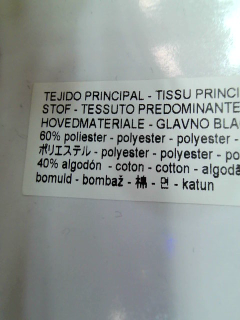 TEJIDO PRINCIPAL - TISSU PRINCI
STOF - TESSUTO PREDOMINANTE
HOVEDMATERIALE - GLAVNO BLA
60% poliester - polyester - polyester
ポリエステル - polyester - polyester - po
40% algodón - coton - cotton - algodã
bomuld - bombaž - 棉 - 면 - katun